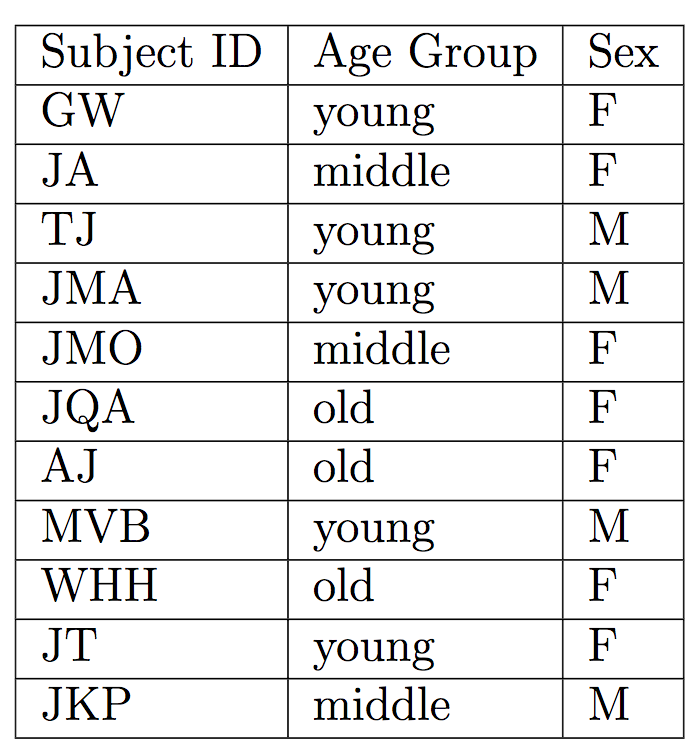 Subject ID Age Group Sex
GW young F
JA middle F
TJ young M
JMA young M
JMO middle F
JQA old F
AJ old F
MVB young M
WHH old F
JT young F
JKP middle M